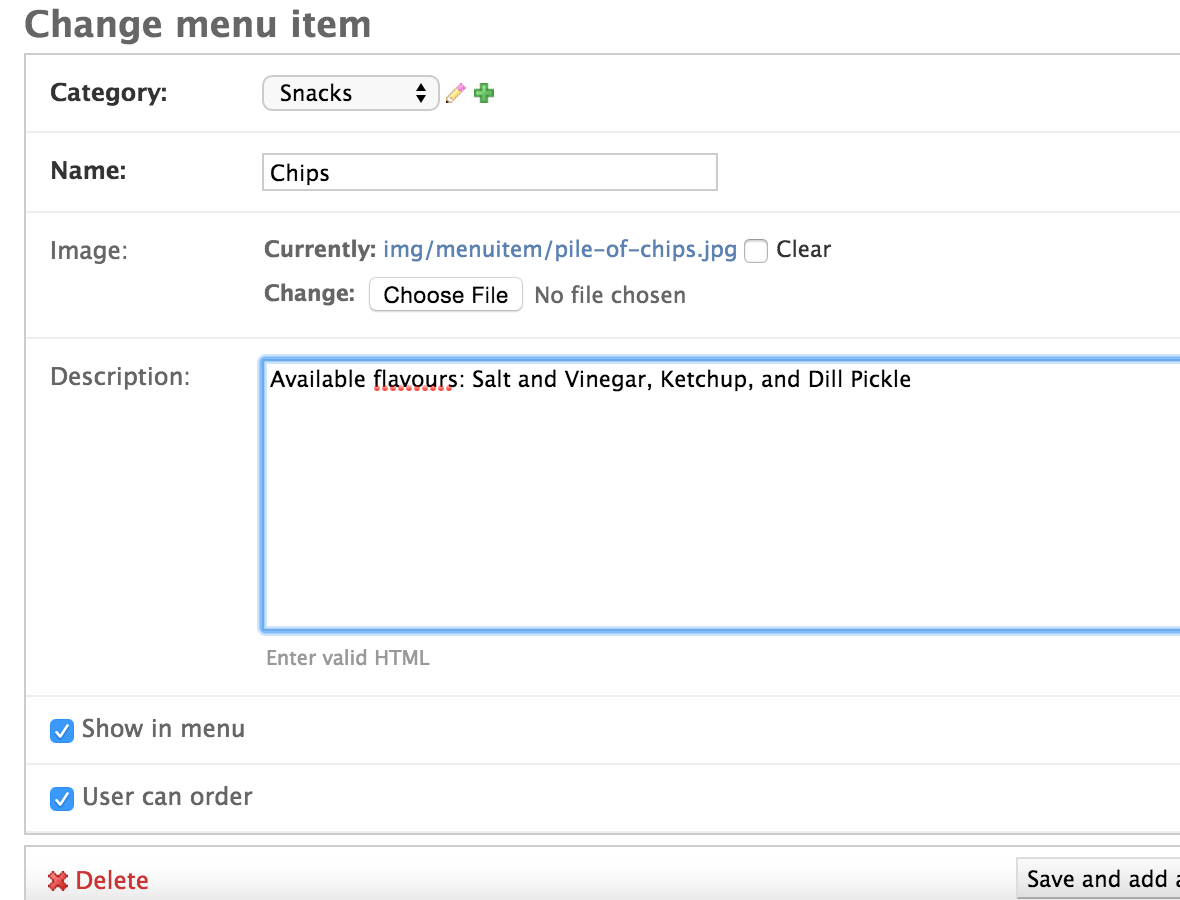 Change menu item
Category: Snacks
Name: Chips
Image: Currently: img/menuitem/pile-of-chips.jpg Clear
Change: Choose File No file chosen
Description: Available flavours: Salt and Vinegar, Ketchup, and Dill Pickle
Enter valid HTML
Show in menu
User can order
Delete Save and add